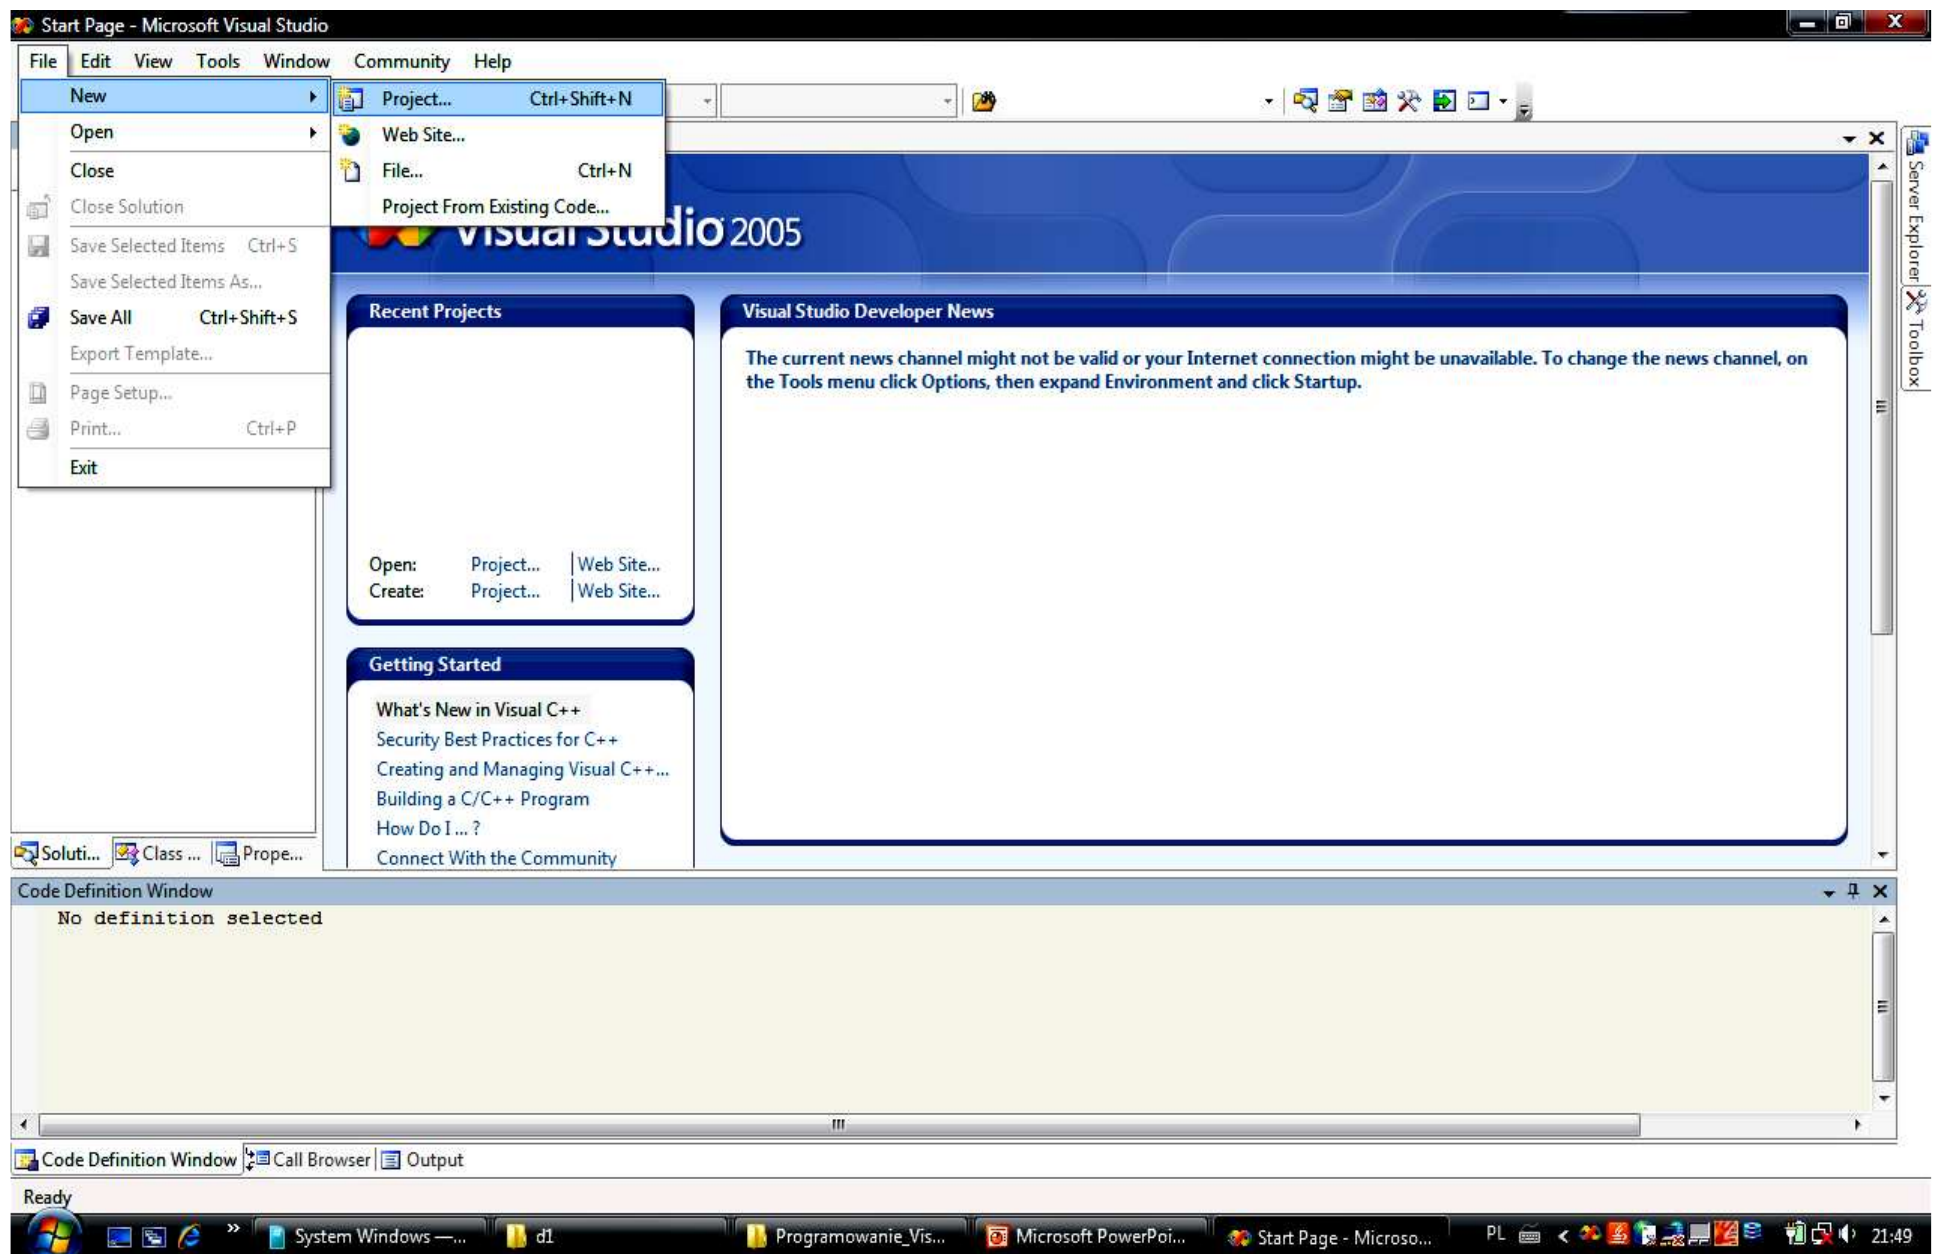 Start Page - Microsoft Visual Studio
File Edit View Tools Window Community Help
New
Project... Ctrl+Shift+N
Open
Web Site...
Close
File... Ctrl+N
Close Solution
Project From Existing Code...
Visual Studio 2005
Save Selected Items Ctrl+S
Save Selected Items As...
Save All Ctrl+Shift+S
Export Template...
Page Setup...
Print... Ctrl+P
Exit
Server Explorer
Toolbox
Recent Projects
Open: Project... Web Site...
Create: Project... Web Site...
Visual Studio Developer News
The current news channel might not be valid or your Internet connection might be unavailable. To change the news channel, on
the Tools menu click Options, then expand Environment and click Startup.
Getting Started
What's New in Visual C++
Security Best Practices for C++
Creating and Managing Visual C++...
Building a C/C++ Program
How Do I ... ?
Connect With the Community
Soluti... Class ... Prope...
Code Definition Window
No definition selected
Code Definition Window Call Browser Output
Ready
System Windows —... d1 Programowanie_Vis... Microsoft PowerPoi... Start Page - Microso... PL 21:49